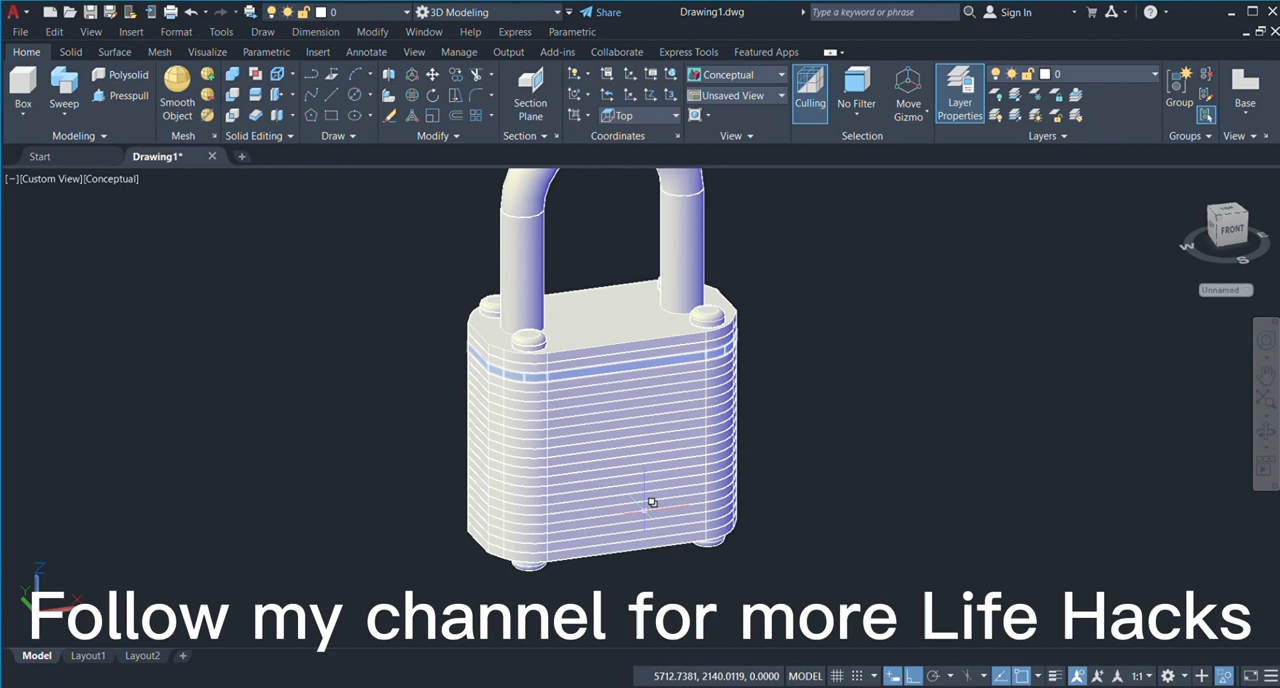 0
3D Modeling
Share
Drawing1.dwg
Type a keyword or phrase
Sign In
File Edit View Insert Format Tools Draw Dimension Modify Window Help Express Parametric
Home Solid Surface Mesh Visualize Parametric Insert Annotate View Manage Output Add-ins Collaborate Express Tools Featured Apps
Box
Sweep
Polysolid
Presspull
Smooth
Object
Section
Plane
Conceptual
Unsaved View
Top
Culling
No Filter
Move
Gizmo
Layer
Properties
0
Group
Base
Modeling
Mesh
Solid Editing
Draw
Modify
Section
Coordinates
View
Selection
Layers
Groups
View
Start
Drawing1*
[−][Custom View][Conceptual]
TOP
FRONT
W
S
E
Unnamed
Z
Y
X
Follow my channel for more Life Hacks
Model Layout1 Layout2
5712.7381, 2140.0119, 0.0000 MODEL 1:1